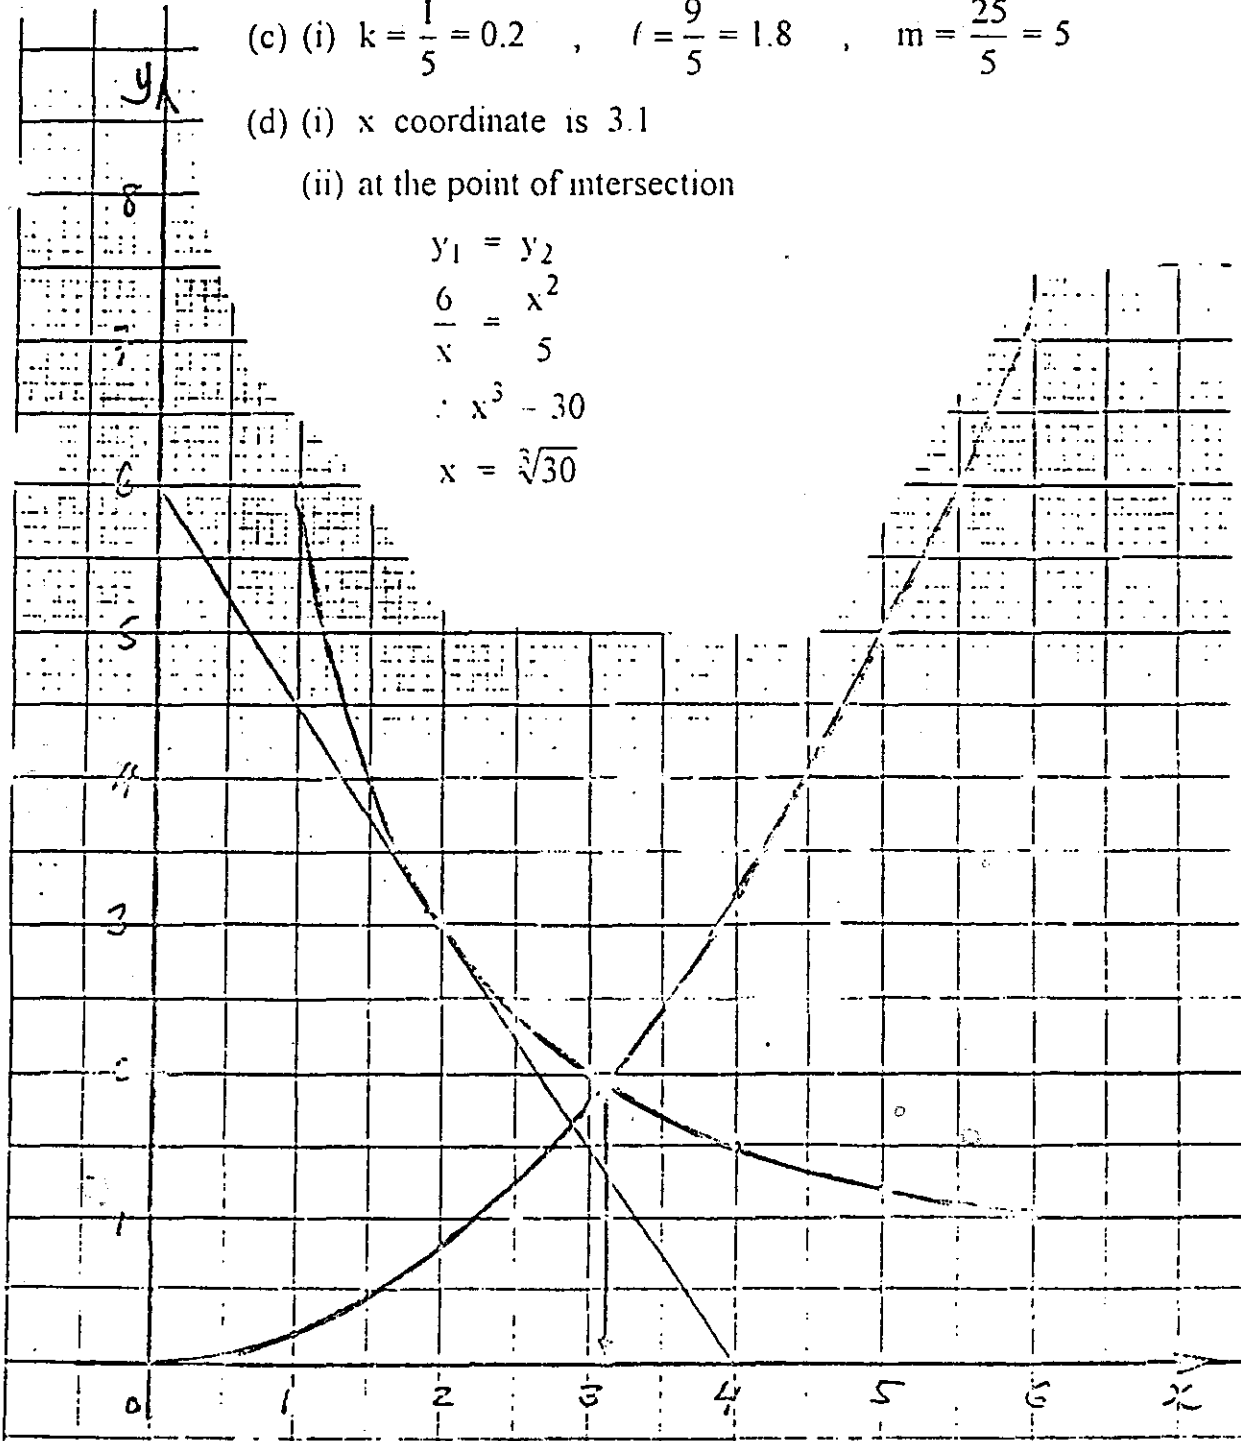 (c) (i) k = 1/5 = 0.2 , ℓ = 9/5 = 1.8 , m = 25/5 = 5
y
(d) (i) x coordinate is 3.1
(ii) at the point of intersection
8
y₁ = y₂
6/x = x²/5
7
∴ x³ - 30
x = ∛30
6
5
4
3
1
0 1 2 3 4 5 6 x